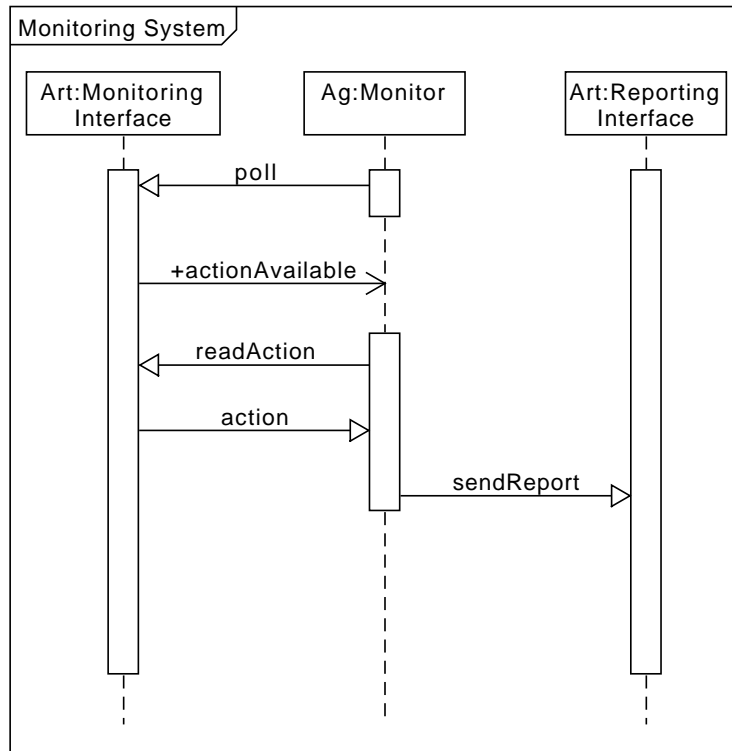 Monitoring System
Art:Monitoring
Interface
Ag:Monitor
Art:Reporting
Interface
poll
+actionAvailable
readAction
action
sendReport